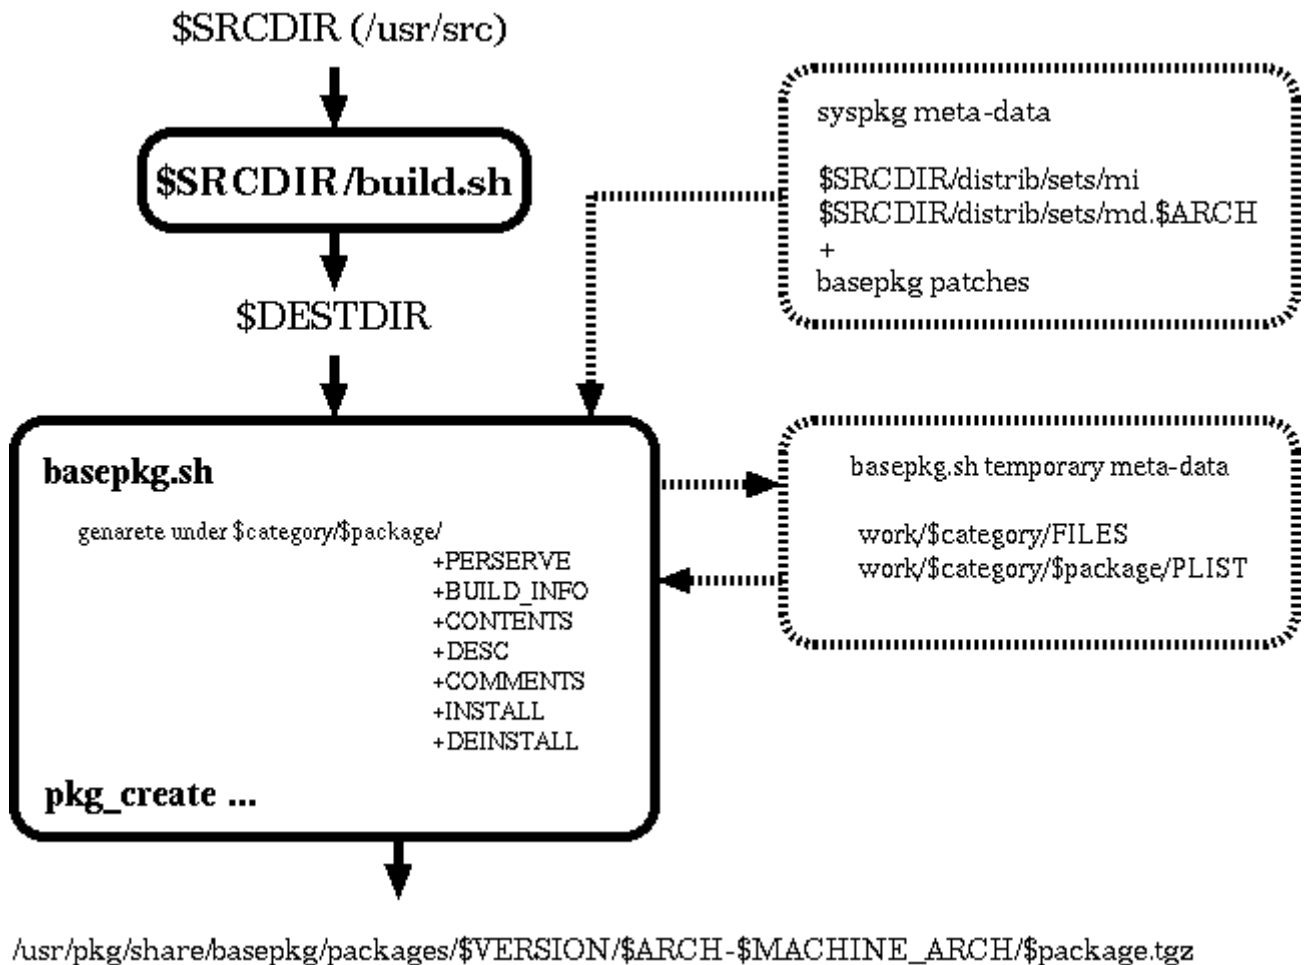 $SRCDIR (/usr/src)
$SRCDIR/build.sh
$DESTDIR
syspkg meta-data
$SRCDIR/distrib/sets/mi
$SRCDIR/distrib/sets/md.$ARCH
+
basepkg patches
basepkg.sh
genarete under $category/$package/
+PERSERVE
+BUILD_INFO
+CONTENTS
+DESC
+COMMENTS
+INSTALL
+DEINSTALL
pkg_create ...
basepkg.sh temporary meta-data
work/$category/FILES
work/$category/$package/PLIST
/usr/pkg/share/basepkg/packages/$VERSION/$ARCH-$MACHINE_ARCH/$package.tgz